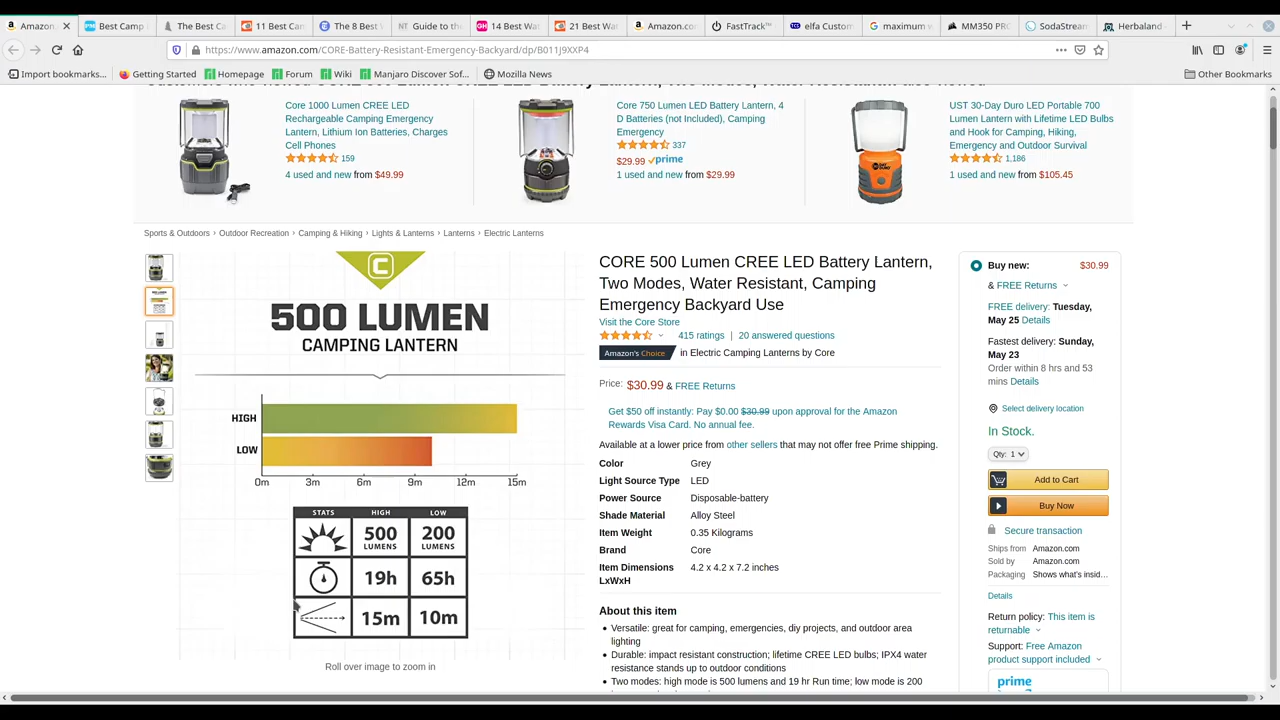 Amazon
Best Camp
The Best Ca
11 Best Can
The 8 Best
Guide to the
14 Best Wat
21 Best Wat
Amazon.co
FastTrack™
elfa Custom
maximum w
MM350 PRO
SodaStream
Herbaland
https://www.amazon.com/CORE-Battery-Resistant-Emergency-Backyard/dp/B011J9XXP4
Import bookmarks...
Getting Started
Homepage
Forum
Wiki
Manjaro Discover Sof...
Mozilla News
Other Bookmarks
Core 1000 Lumen CREE LED
Rechargeable Camping Emergency
Lantern, Lithium Ion Batteries, Charges
Cell Phones
159
4 used and new from $49.99
Core 750 Lumen LED Battery Lantern, 4
D Batteries (not Included), Camping
Emergency
337
$29.99 prime
1 used and new from $29.99
UST 30-Day Duro LED Portable 700
Lumen Lantern with Lifetime LED Bulbs
and Hook for Camping, Hiking,
Emergency and Outdoor Survival
1,186
1 used and new from $105.45
Sports & Outdoors › Outdoor Recreation › Camping & Hiking › Lights & Lanterns › Lanterns › Electric Lanterns
C
500 LUMEN
CAMPING LANTERN
HIGH
LOW
0m 3m 6m 9m 12m 15m
STATS HIGH LOW
500 LUMENS 200 LUMENS
19h 65h
15m 10m
Roll over image to zoom in
CORE 500 Lumen CREE LED Battery Lantern,
Two Modes, Water Resistant, Camping
Emergency Backyard Use
Visit the Core Store
415 ratings | 20 answered questions
Amazon's Choice in Electric Camping Lanterns by Core
Price: $30.99 & FREE Returns
Get $50 off instantly: Pay $0.00 $30.99 upon approval for the Amazon
Rewards Visa Card. No annual fee.
Available at a lower price from other sellers that may not offer free Prime shipping.
Color Grey
Light Source Type LED
Power Source Disposable-battery
Shade Material Alloy Steel
Item Weight 0.35 Kilograms
Brand Core
Item Dimensions 4.2 x 4.2 x 7.2 inches
LxWxH
About this item
• Versatile: great for camping, emergencies, diy projects, and outdoor area
lighting
• Durable: impact resistant construction; lifetime CREE LED bulbs; IPX4 water
resistance stands up to outdoor conditions
• Two modes: high mode is 500 lumens and 19 hr Run time; low mode is 200
Buy new: $30.99
& FREE Returns
FREE delivery: Tuesday,
May 25 Details
Fastest delivery: Sunday,
May 23
Order within 8 hrs and 53
mins Details
Select delivery location
In Stock.
Qty: 1
Add to Cart
Buy Now
Secure transaction
Ships from Amazon.com
Sold by Amazon.com
Packaging Shows what's insid...
Details
Return policy: This item is
returnable
Support: Free Amazon
product support included
prime